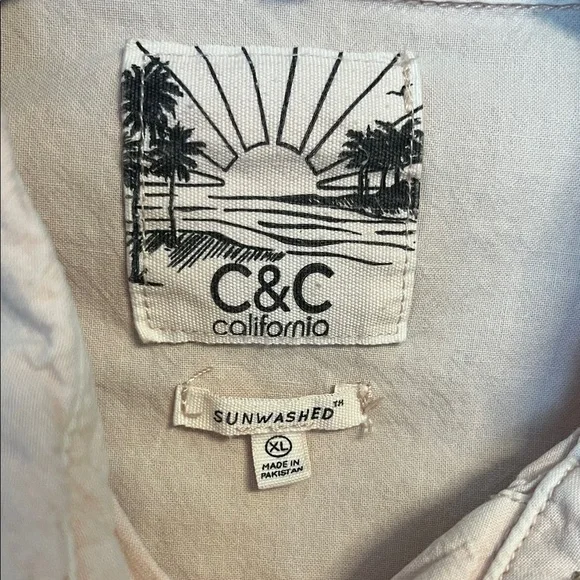 C&C
california
SUNWASHED™
XL
MADE IN
PAKISTAN